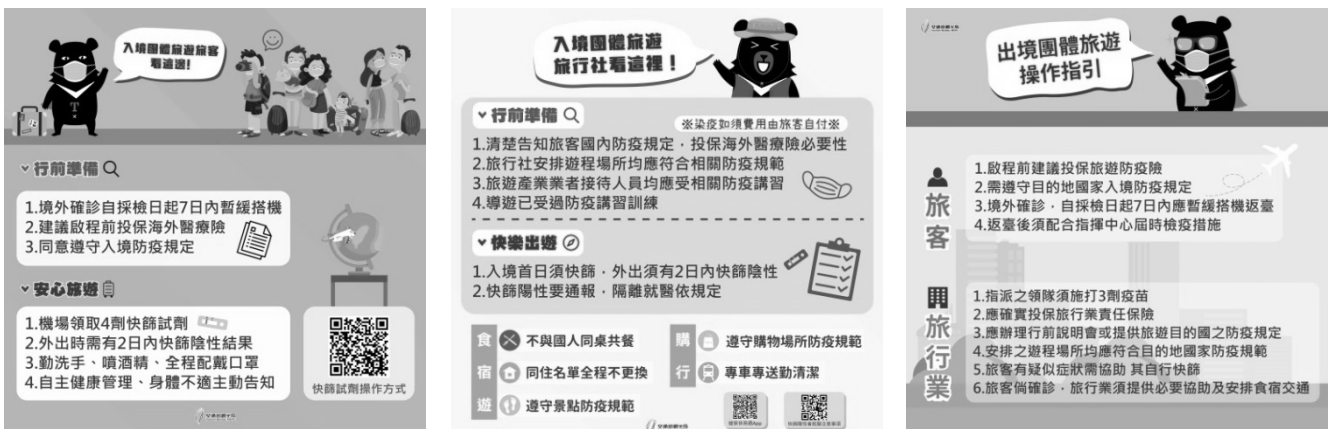 入境團體旅遊旅客
看這邊!
行前準備
1.境外確診自採檢日起7日內暫緩搭機
2.建議啟程前投保海外醫療險
3.同意遵守入境防疫規定
安心旅遊
1.機場領取4劑快篩試劑
2.外出時需有2日內快篩陰性結果
3.勤洗手、噴酒精、全程配戴口罩
4.自主健康管理、身體不適主動告知
快篩試劑操作方式
交通部觀光局
入境團體旅遊
旅行社看這裡!
行前準備
※染疫如須費用由旅客自付※
1.清楚告知旅客國內防疫規定,投保海外醫療險必要性
2.旅行社安排遊程場所均應符合相關防疫規範
3.旅遊產業業者接待人員均應受相關防疫講習
4.導遊已受過防疫講習訓練
快樂出遊
1.入境首日須快篩,外出須有2日內快篩陰性
2.快篩陽性要通報,隔離就醫依規定
食 不與國人同桌共餐
購 遵守購物場所防疫規範
宿 同住名單全程不更換
行 專車專送勤清潔
遊 遵守景點防疫規範
交通部觀光局
交通部觀光局
出境團體旅遊
操作指引
旅客
1.啟程前建議投保旅遊防疫險
2.需遵守目的地國家入境防疫規定
3.境外確診,自採檢日起7日內應暫緩搭機返臺
4.返臺後須配合指揮中心屆時檢疫措施
旅行業
1.指派之領隊須施打3劑疫苗
2.應確實投保旅行業責任保險
3.應辦理行前說明會或提供旅遊目的國之防疫規定
4.安排之遊程場所均應符合目的地國家防疫規範
5.旅客有疑似症狀需協助 其自行快篩
6.旅客倘確診,旅行業須提供必要協助及安排食宿交通